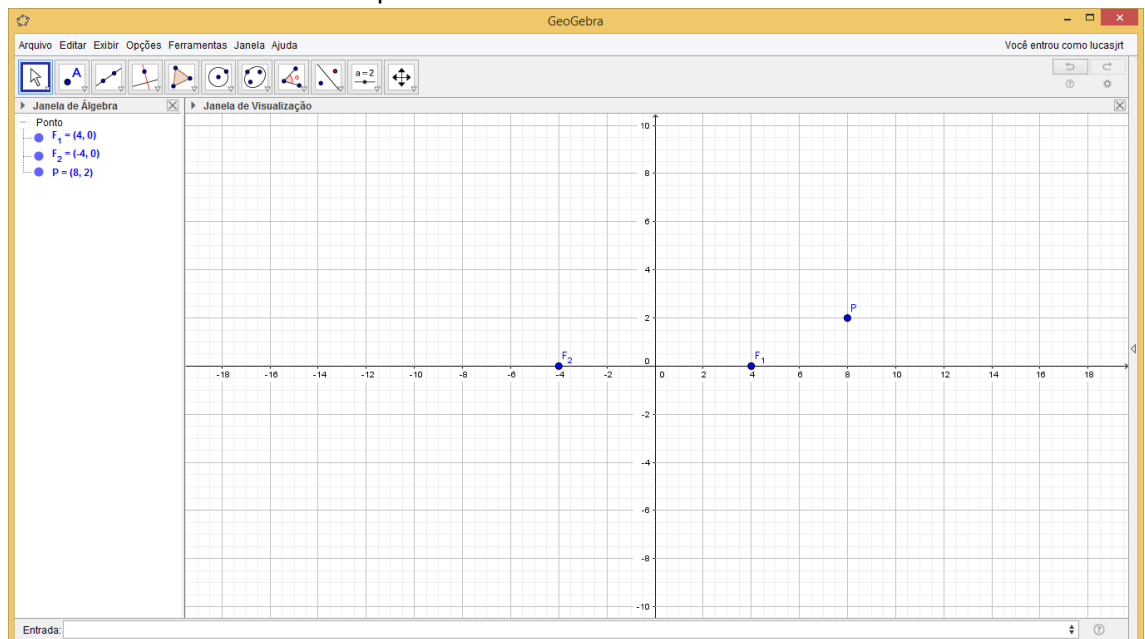 GeoGebra
Arquivo Editar Exibir Opções Ferramentas Janela Ajuda
Você entrou como lucasjrt
A
α
a=2
Janela de Álgebra
Janela de Visualização
Ponto
F1 = (4, 0)
F2 = (-4, 0)
P = (8, 2)
10
8
6
4
2
0
-2
-4
-6
-8
-10
P
F2
F1
-18 -16 -14 -12 -10 -8 -6 -4 -2 0 2 4 6 8 10 12 14 16 18
Entrada: